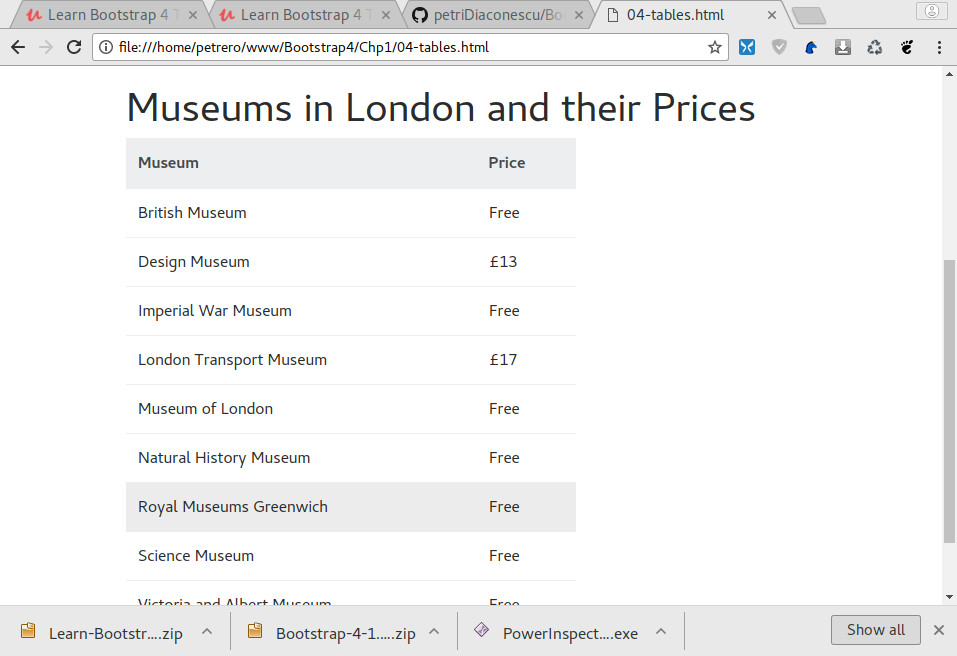 Learn Bootstrap 4 T
Learn Bootstrap 4 T
petriDiaconescu/Bo
04-tables.html
file:///home/petrero/www/Bootstrap4/Chp1/04-tables.html
Museums in London and their Prices
Museum Price
British Museum Free
Design Museum £13
Imperial War Museum Free
London Transport Museum £17
Museum of London Free
Natural History Museum Free
Royal Museums Greenwich Free
Science Museum Free
Victoria and Albert Museum Free
Learn-Bootstr....zip
Bootstrap-4-1.....zip
PowerInspect....exe
Show all